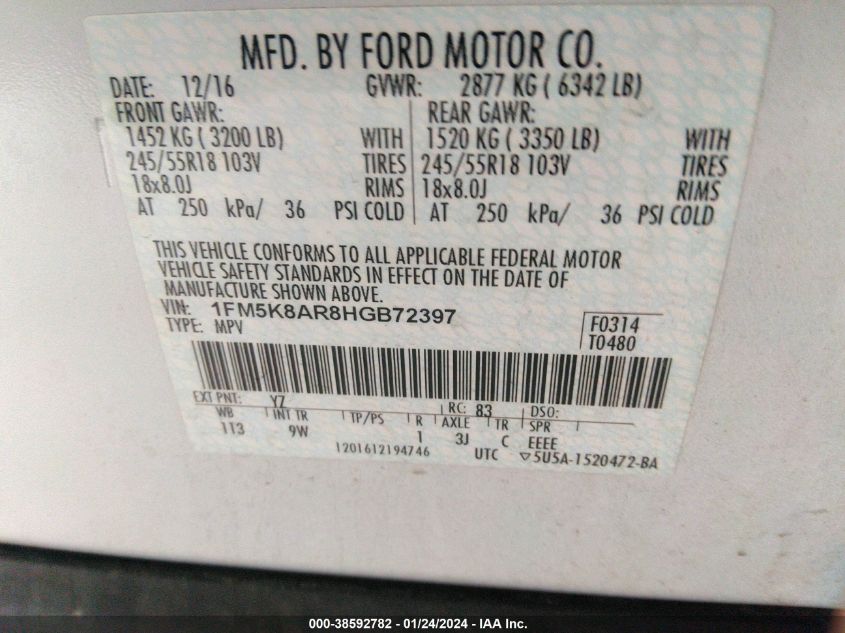 MFD. BY FORD MOTOR CO.
DATE: 12/16 GVWR: 2877 KG ( 6342 LB)
FRONT GAWR: REAR GAWR:
1452 KG ( 3200 LB) WITH 1520 KG ( 3350 LB) WITH
245/55R18 103V TIRES 245/55R18 103V TIRES
18x8.0J RIMS 18x8.0J RIMS
AT 250 kPa/ 36 PSI COLD AT 250 kPa/ 36 PSI COLD
THIS VEHICLE CONFORMS TO ALL APPLICABLE FEDERAL MOTOR
VEHICLE SAFETY STANDARDS IN EFFECT ON THE DATE OF
MANUFACTURE SHOWN ABOVE.
VIN: 1FM5K8AR8HGB72397
TYPE: MPV
F0314
T0480
EXT PNT: YZ RC: 83 DSO:
WB INT TR TP/PS R AXLE TR SPR
1T3 9W 1 3J C EEEE
1201612194746 UTC ▽5U5A-1520472-BA
000-38592782 - 01/24/2024 - IAA Inc.